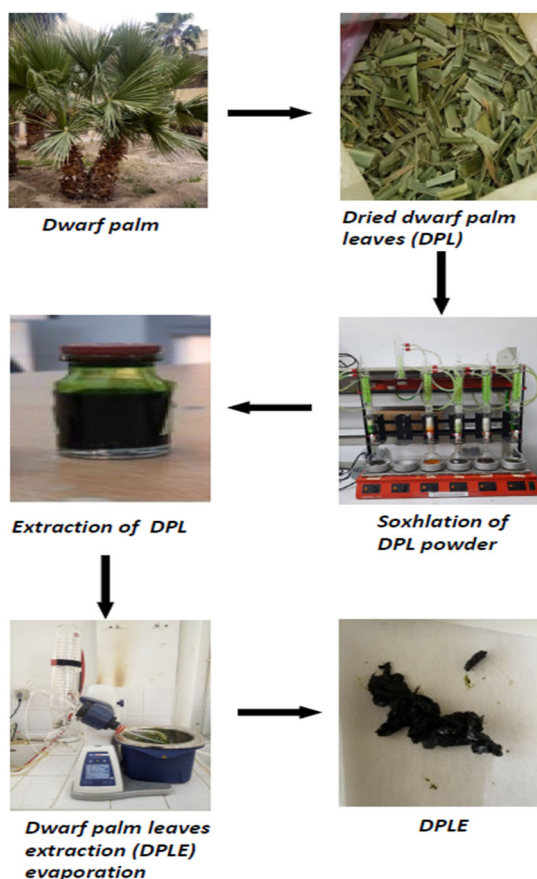 Dwarf palm
Dried dwarf palm
leaves (DPL)
Soxhlation of
DPL powder
Extraction of DPL
Dwarf palm leaves
extraction (DPLE)
evaporation
DPLE